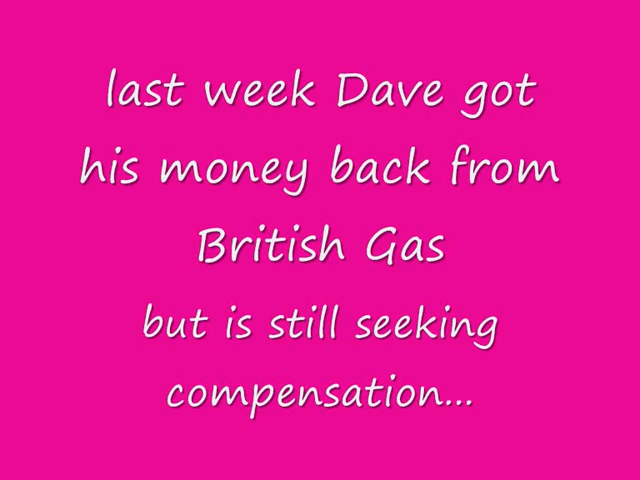 last week Dave got
his money back from
British Gas
but is still seeking
compensation...